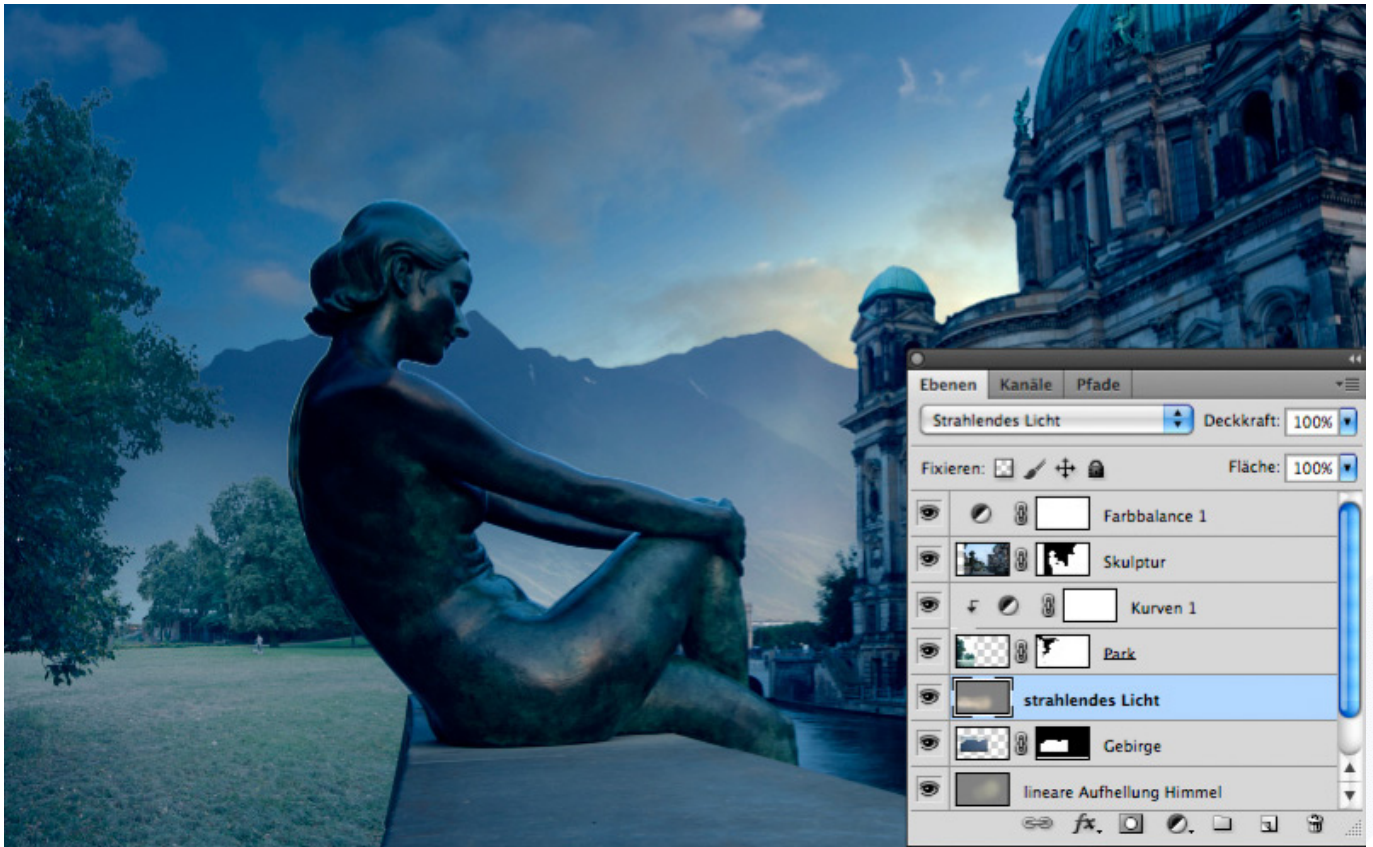 Ebenen Kanäle Pfade
Strahlendes Licht Deckkraft: 100%
Fixieren: Fläche: 100%
Farbbalance 1
Skulptur
Kurven 1
Park
strahlendes Licht
Gebirge
lineare Aufhellung Himmel
fx.